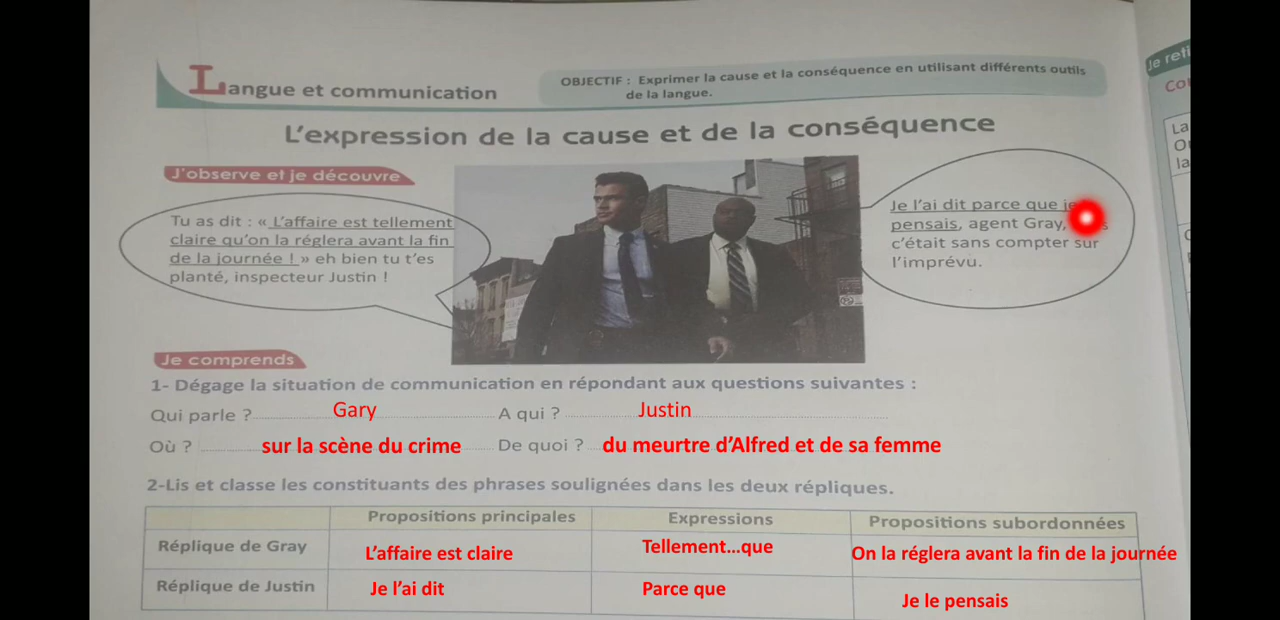 Langue et communication
OBJECTIF : Exprimer la cause et la conséquence en utilisant différents outils
de la langue.
L'expression de la cause et de la conséquence
J'observe et je découvre
Tu as dit : « L'affaire est tellement
claire qu'on la réglera avant la fin
de la journée ! » eh bien tu t'es
planté, inspecteur Justin !
Je l'ai dit parce que je
pensais, agent Gray,
c'était sans compter sur
l'imprévu.
Je comprends
1- Dégage la situation de communication en répondant aux questions suivantes :
Qui parle ? Gary A qui ? Justin
Où ? sur la scène du crime De quoi ? du meurtre d'Alfred et de sa femme
2-Lis et classe les constituants des phrases soulignées dans les deux répliques.
Propositions principales Expressions Propositions subordonnées
Réplique de Gray L'affaire est claire Tellement...que On la réglera avant la fin de la journée
Réplique de Justin Je l'ai dit Parce que Je le pensais
La
la